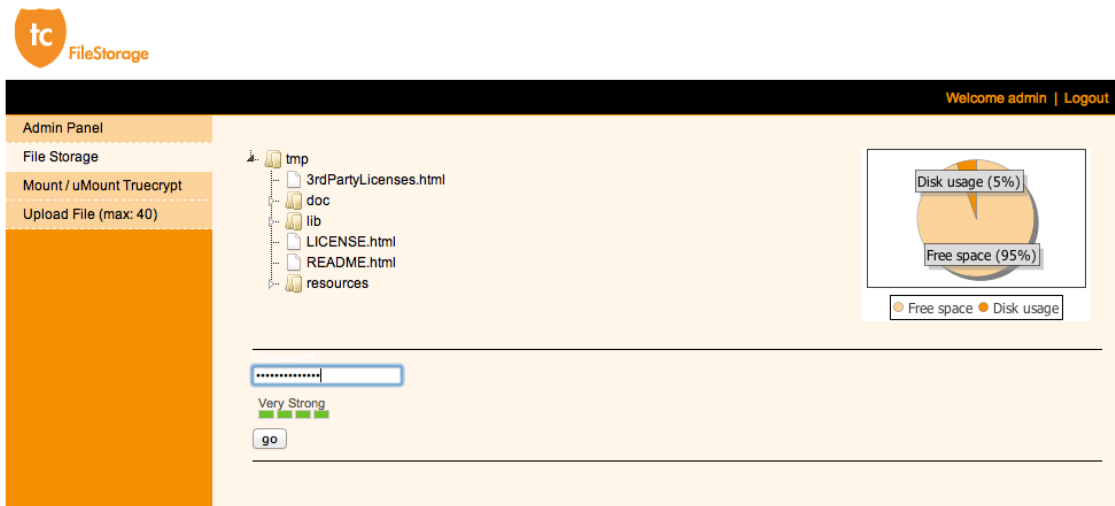 tc
FileStorage
Welcome admin | Logout
Admin Panel
File Storage
Mount / uMount Truecrypt
Upload File (max: 40)
tmp
3rdPartyLicenses.html
doc
lib
LICENSE.html
README.html
resources
Disk usage (5%)
Free space (95%)
Free space Disk usage
Password
••••••••••••••
Very Strong
go